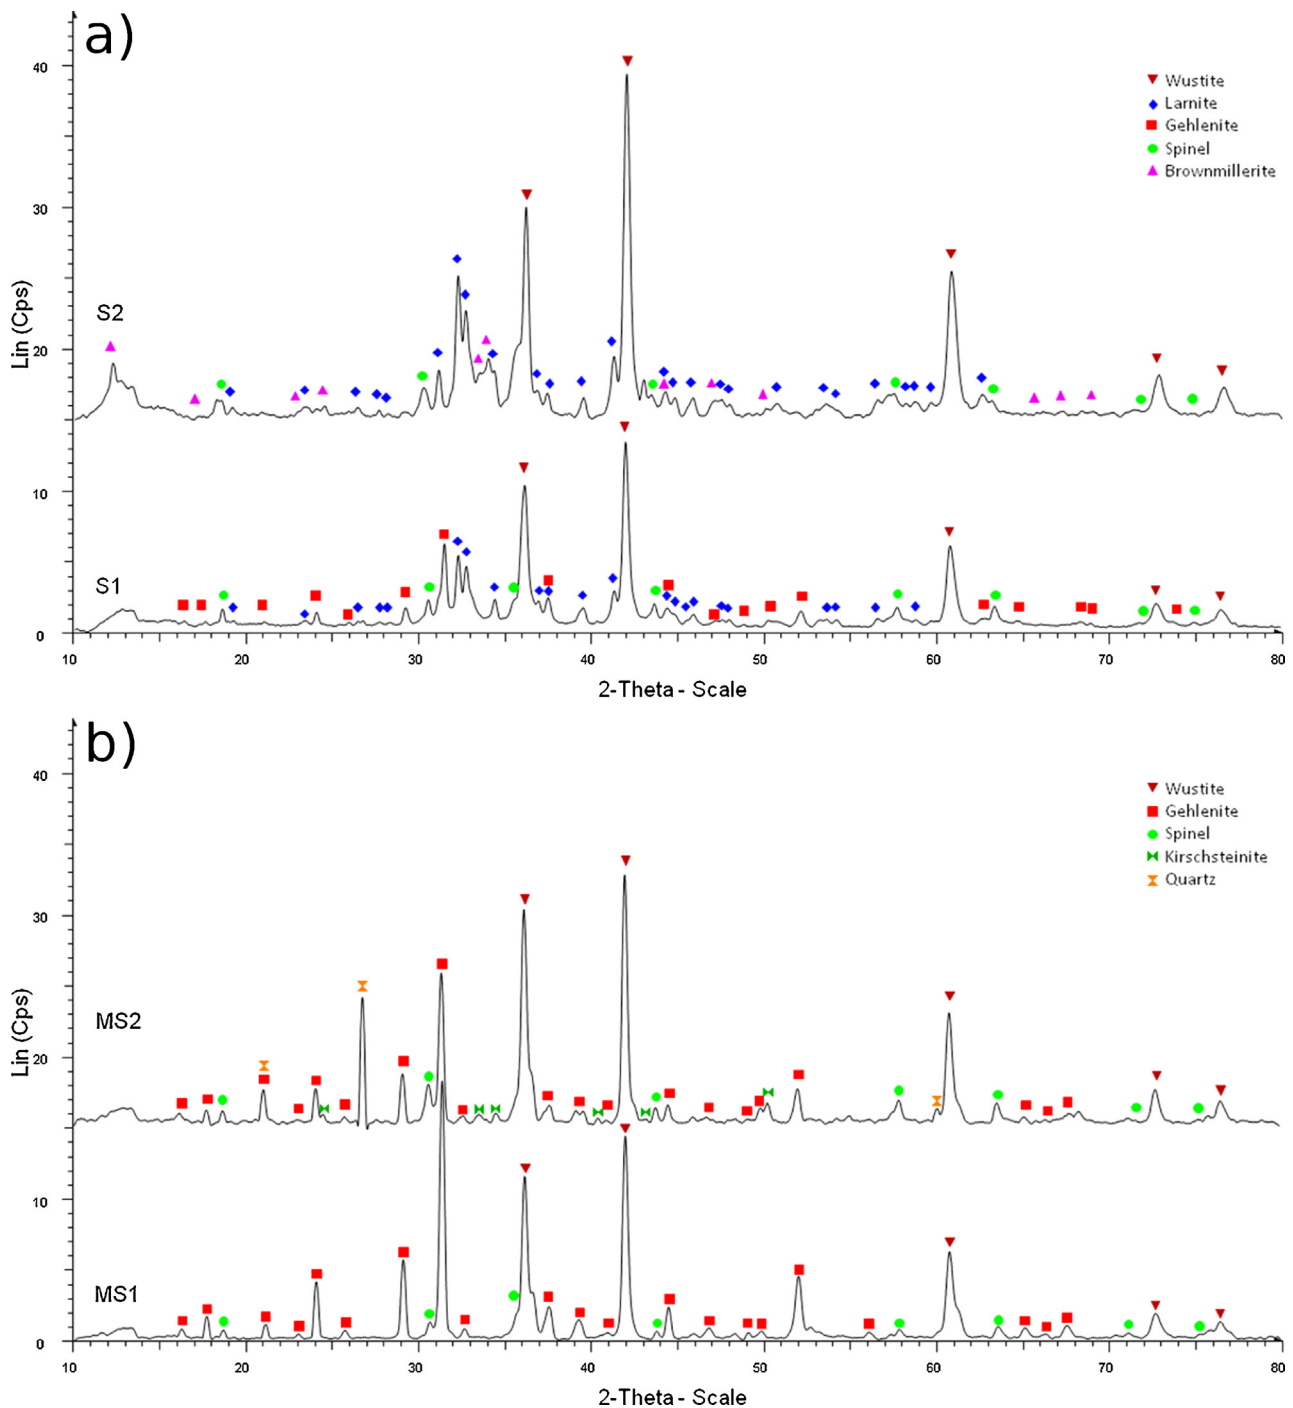 a)
40
Wustite
Larnite
Gehlenite
Spinel
Brownmillerite
30
Lin (Cps)
S2
20
10
S1
0
10 20 30 40 50 60 70 80
2-Theta - Scale
b)
40
Wustite
Gehlenite
Spinel
Kirschsteinite
Quartz
30
Lin (Cps)
MS2
20
10
MS1
0
10 20 30 40 50 60 70 80
2-Theta - Scale